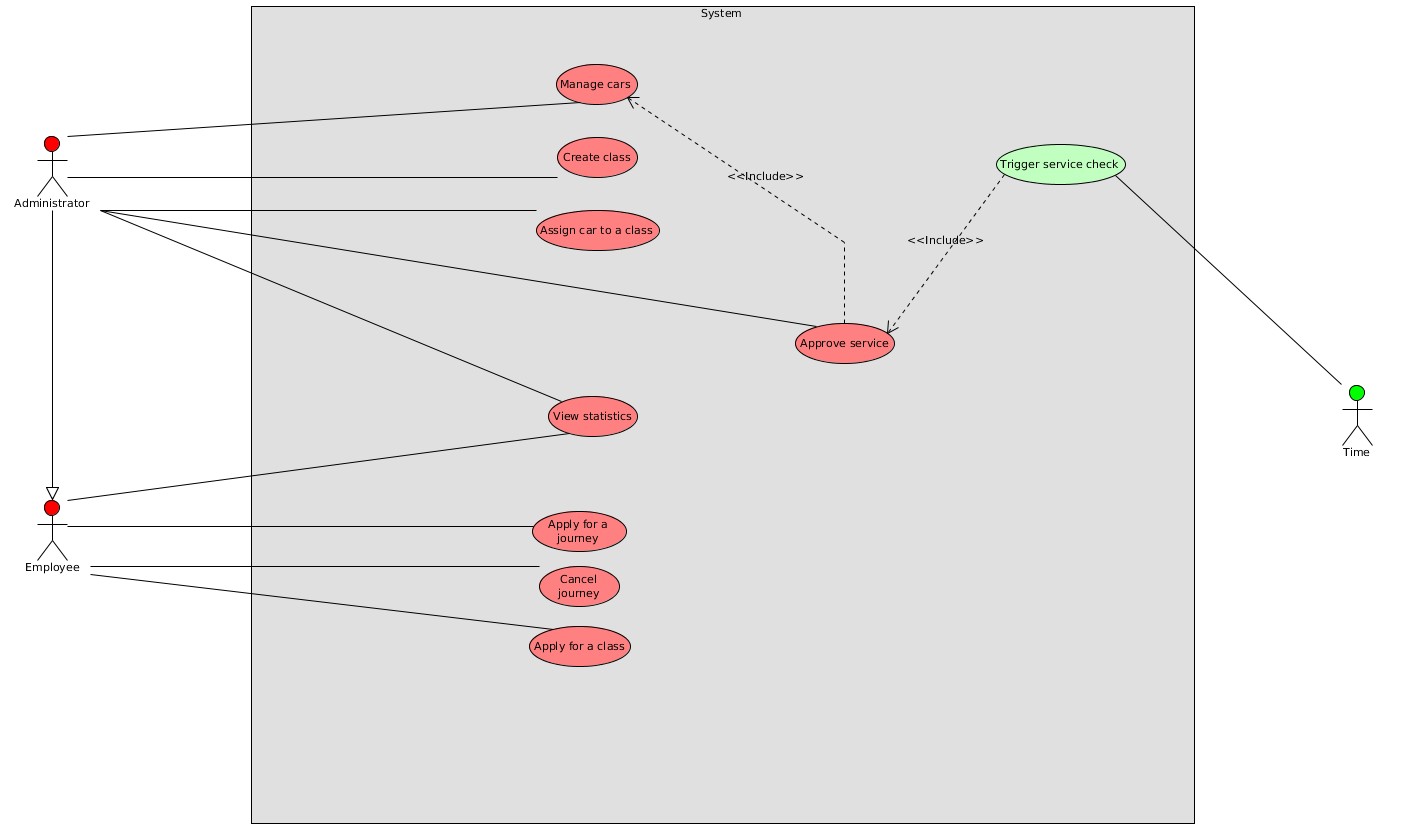 System
Manage cars
Create class
<<Include>>
Trigger service check
Administrator
Assign car to a class
<<Include>>
Approve service
View statistics
Time
Apply for a
journey
Employee
Cancel
journey
Apply for a class